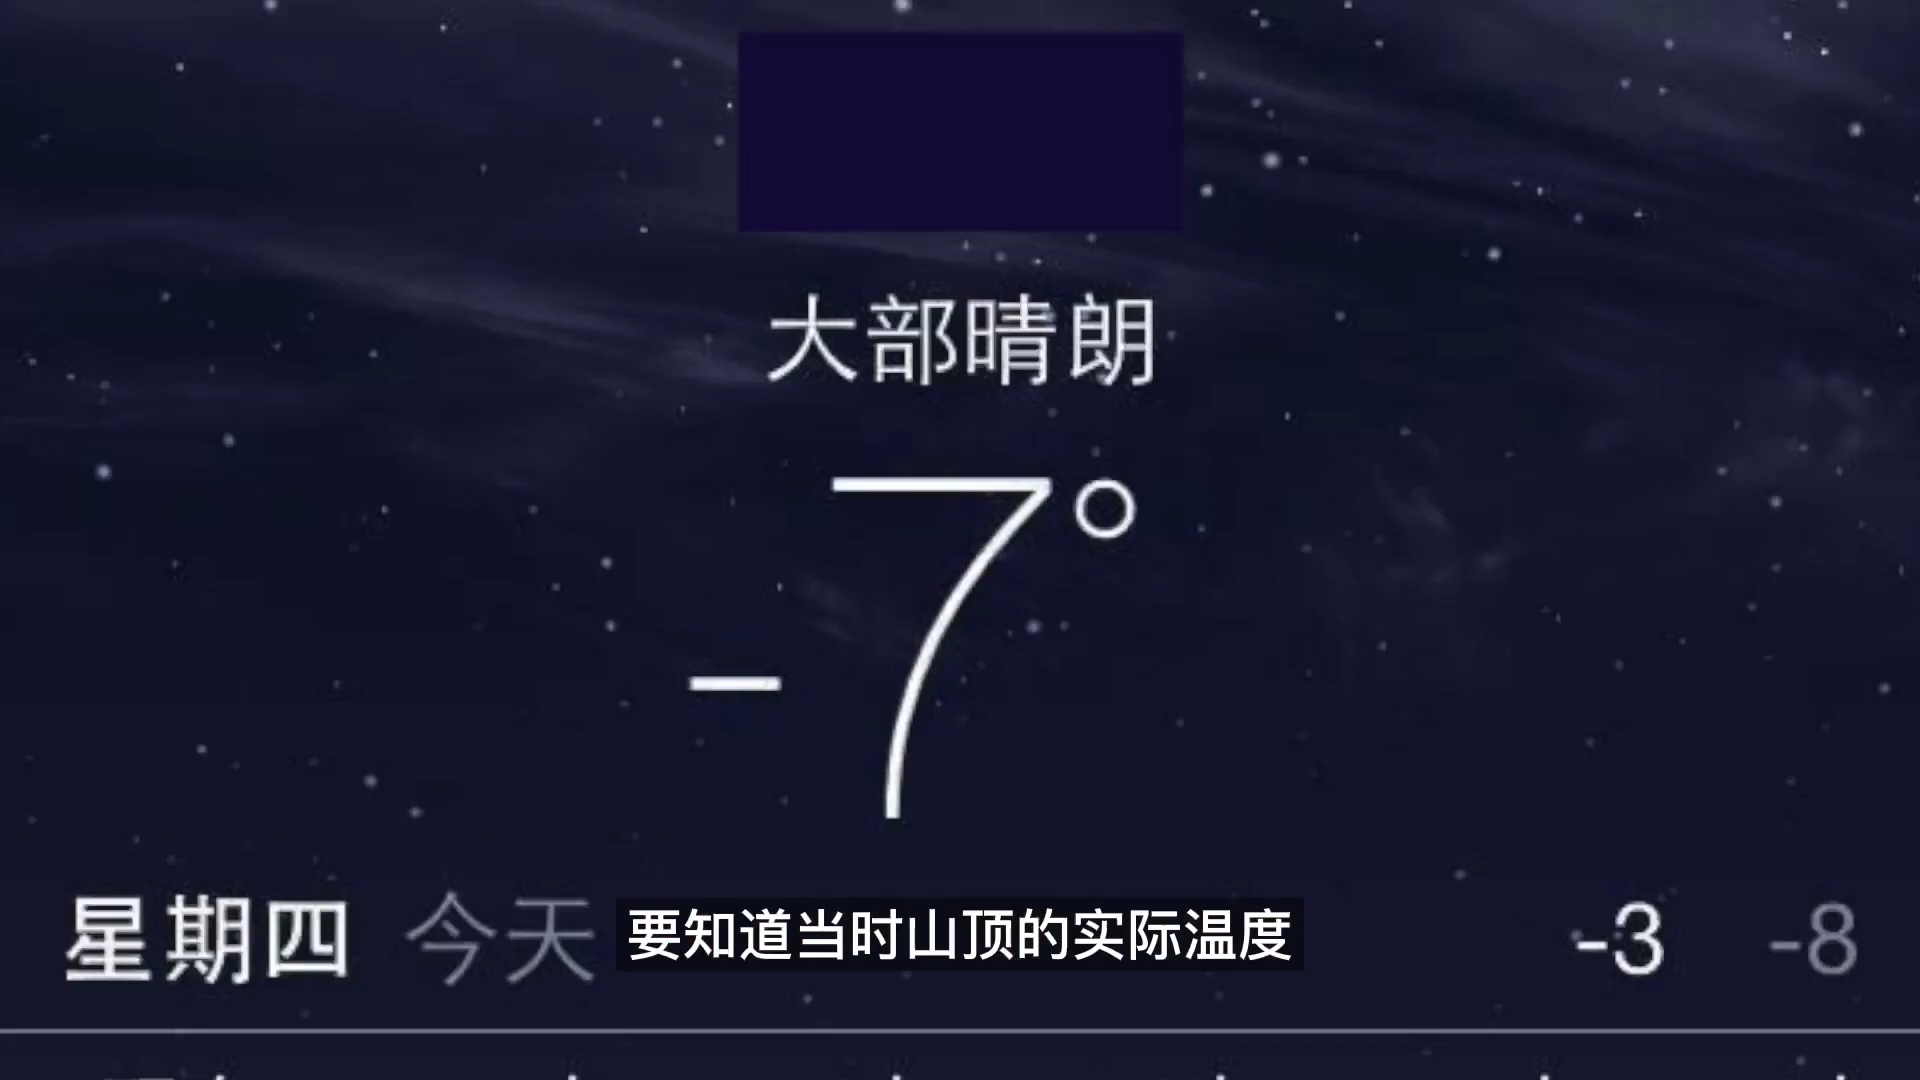 大部晴朗
-7°
星期四 今天 -3 -8
要知道当时山顶的实际温度